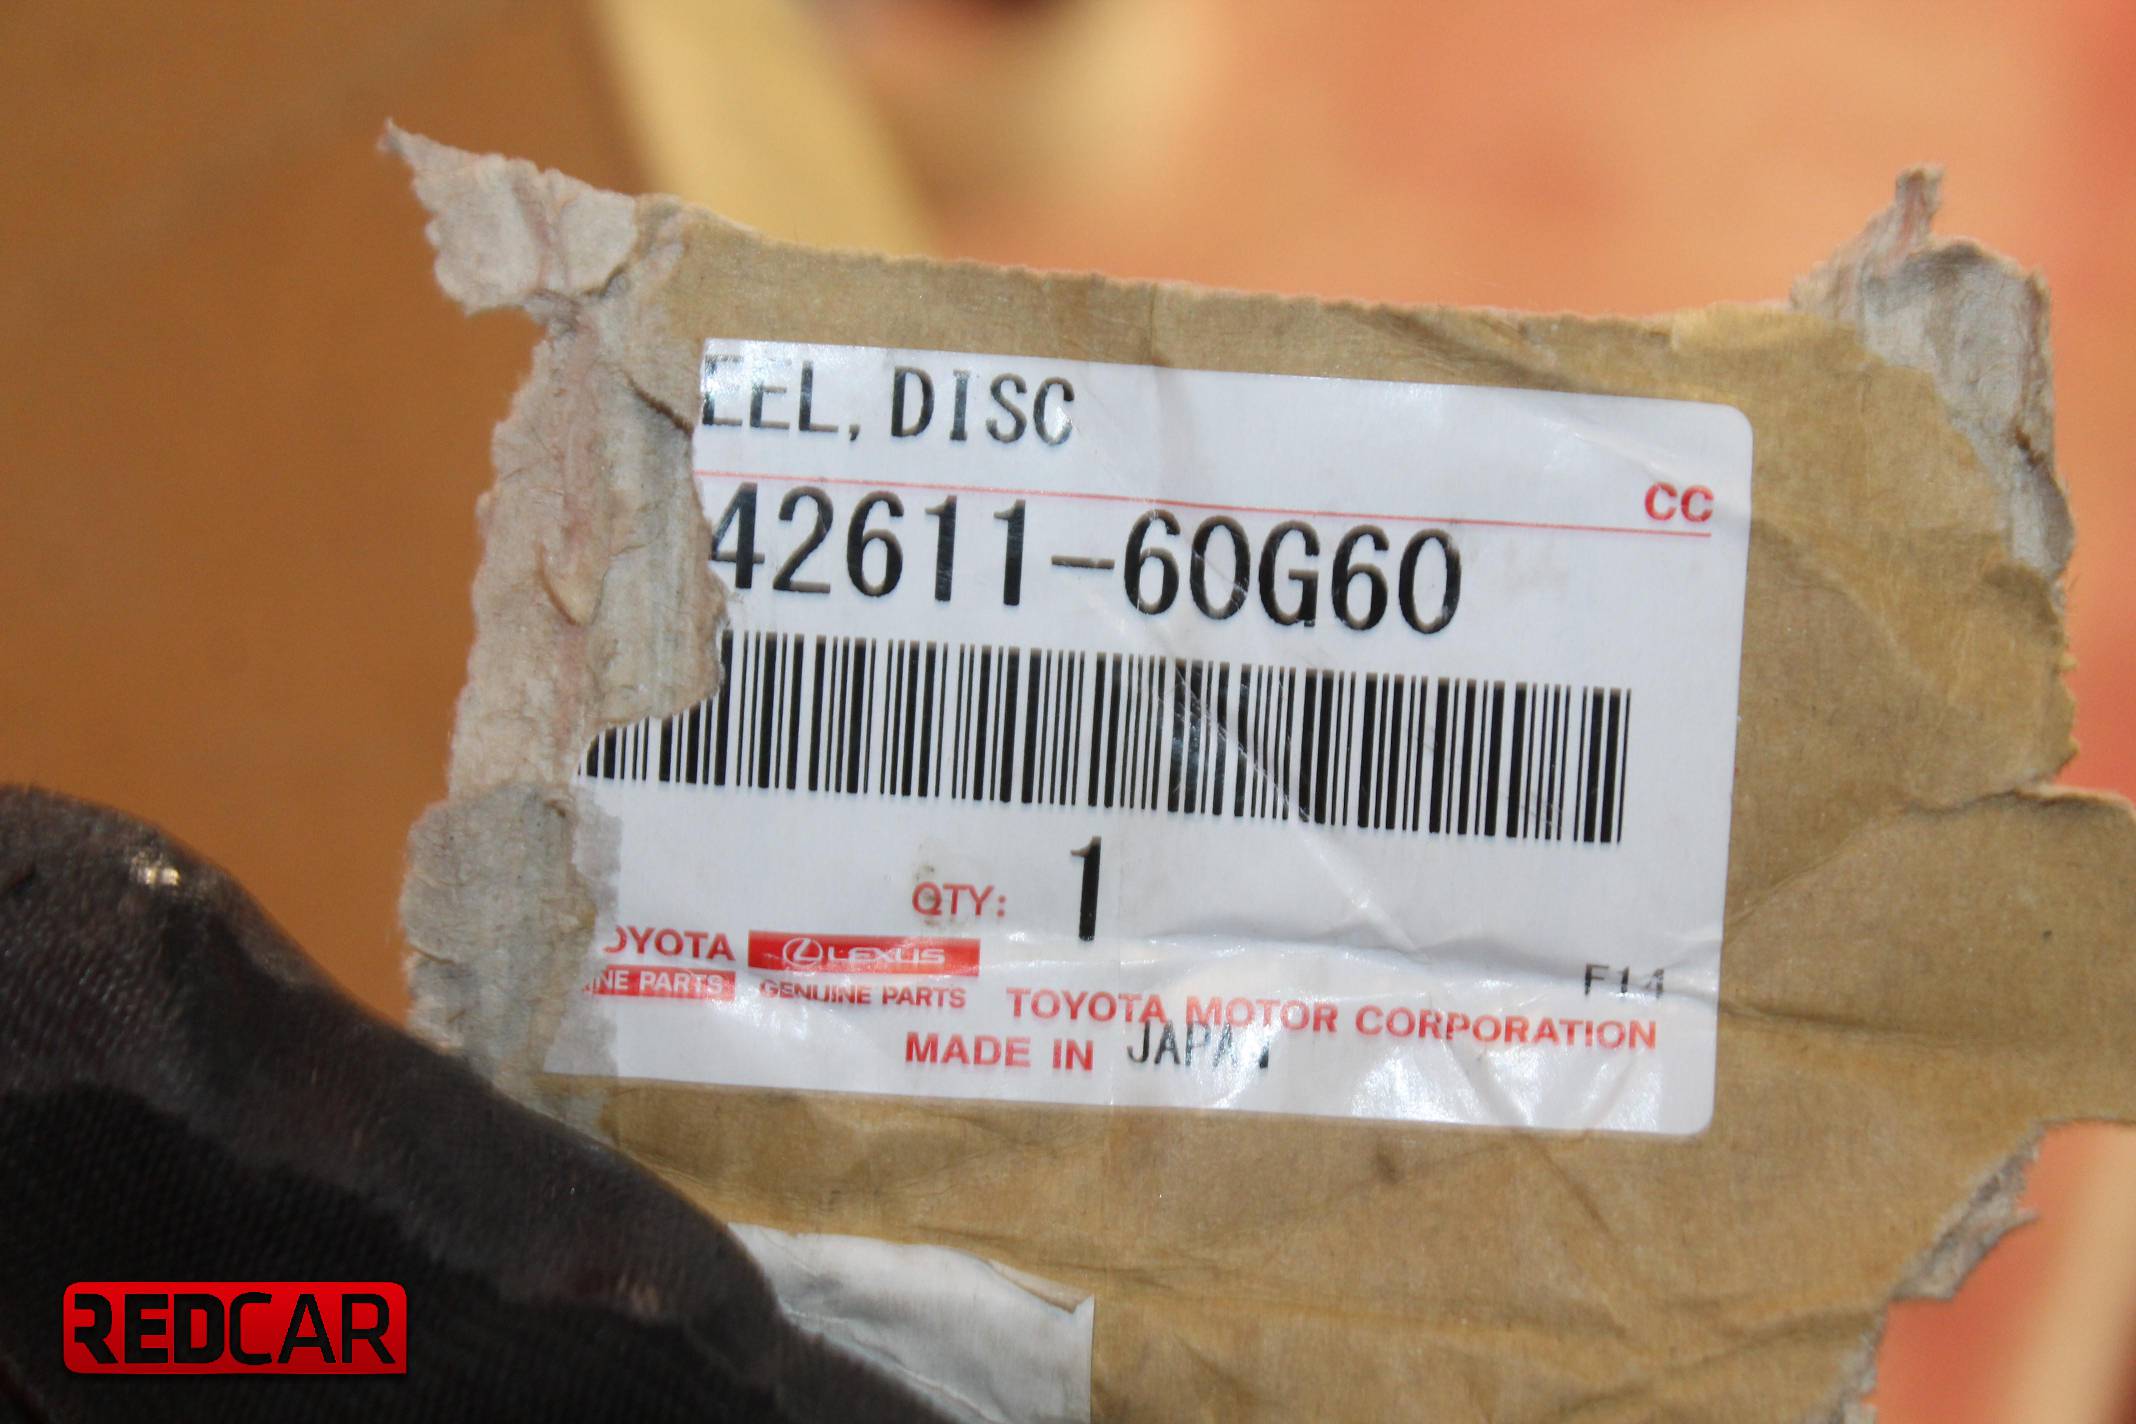 EEL, DISC
CC
42611-60G60
QTY: 1
OYOTA LEXUS
INE PARTS GENUINE PARTS
F14
TOYOTA MOTOR CORPORATION
MADE IN JAPAN
REDCAR